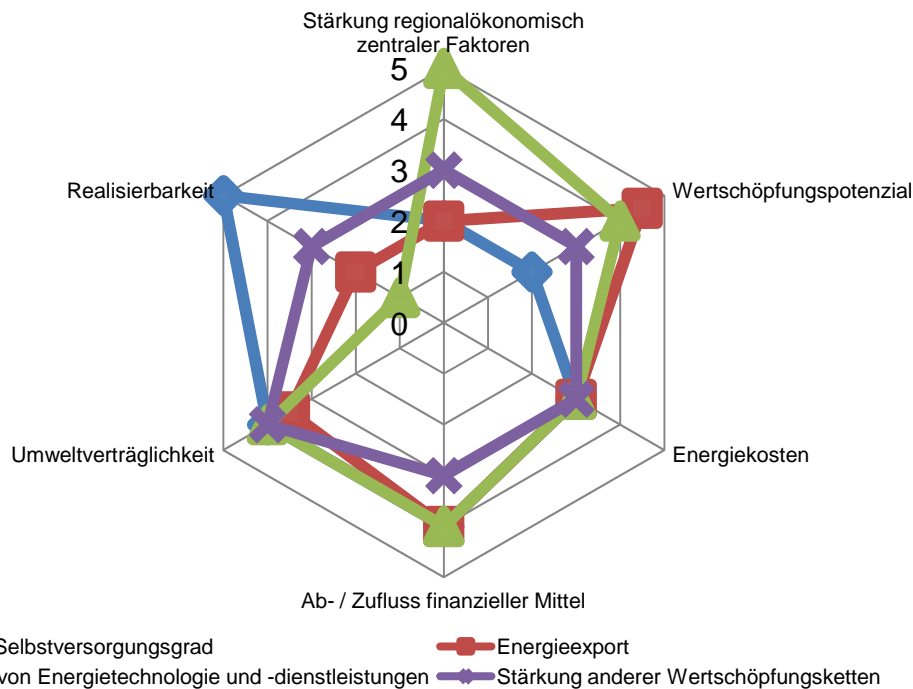 Stärkung regionalökonomisch
zentraler Faktoren
5
4
3
2
1
0
Realisierbarkeit
Wertschöpfungspotenzial
Umweltverträglichkeit
Energiekosten
Ab- / Zufluss finanzieller Mittel
Selbstversorgungsgrad
Energieexport
von Energietechnologie und -dienstleistungen
Stärkung anderer Wertschöpfungsketten